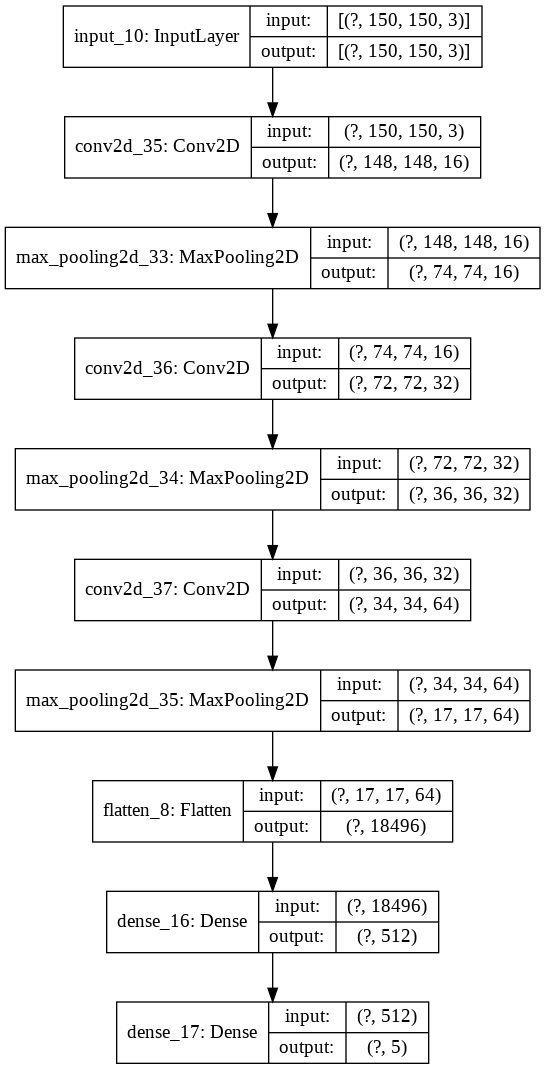 input_10: InputLayer
input: [(?, 150, 150, 3)]
output: [(?, 150, 150, 3)]
conv2d_35: Conv2D
input: (?, 150, 150, 3)
output: (?, 148, 148, 16)
max_pooling2d_33: MaxPooling2D
input: (?, 148, 148, 16)
output: (?, 74, 74, 16)
conv2d_36: Conv2D
input: (?, 74, 74, 16)
output: (?, 72, 72, 32)
max_pooling2d_34: MaxPooling2D
input: (?, 72, 72, 32)
output: (?, 36, 36, 32)
conv2d_37: Conv2D
input: (?, 36, 36, 32)
output: (?, 34, 34, 64)
max_pooling2d_35: MaxPooling2D
input: (?, 34, 34, 64)
output: (?, 17, 17, 64)
flatten_8: Flatten
input: (?, 17, 17, 64)
output: (?, 18496)
dense_16: Dense
input: (?, 18496)
output: (?, 512)
dense_17: Dense
input: (?, 512)
output: (?, 5)